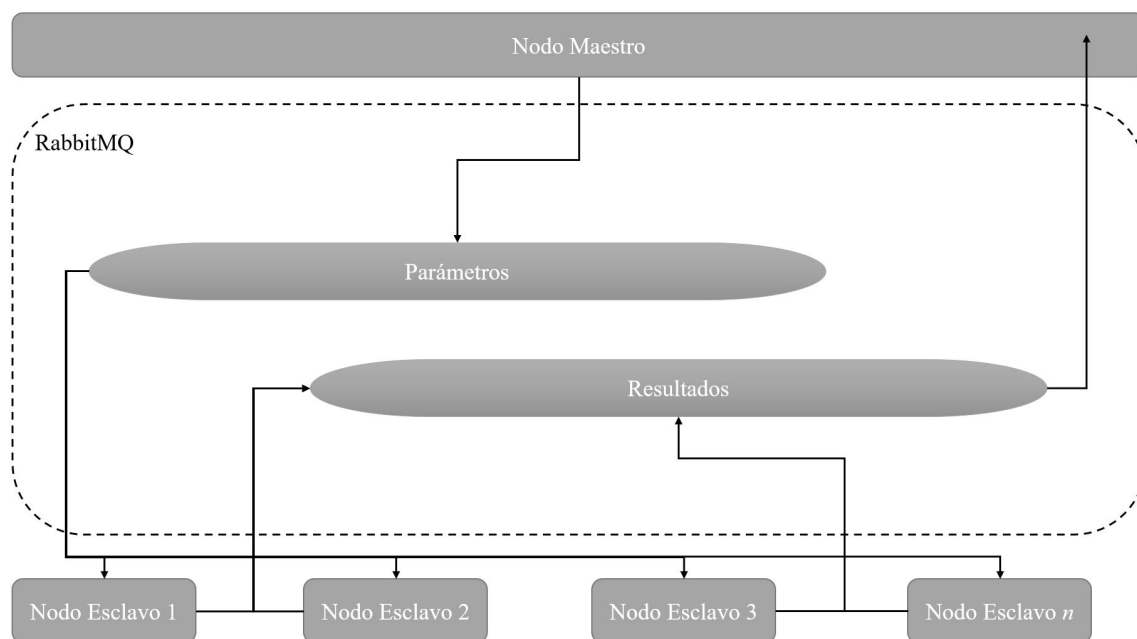 Nodo Maestro
RabbitMQ
Parámetros
Resultados
Nodo Esclavo 1
Nodo Esclavo 2
Nodo Esclavo 3
Nodo Esclavo n